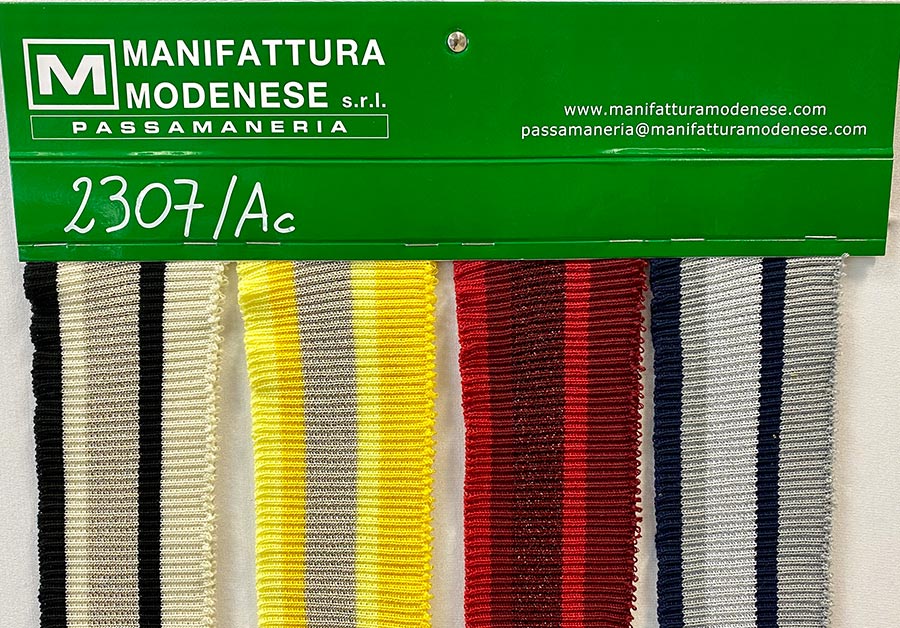 M
MANIFATTURA
MODENESE s.r.l.
PASSAMANERIA
www.manifatturamodenese.com
passamaneria@manifatturamodenese.com
2307/Ac